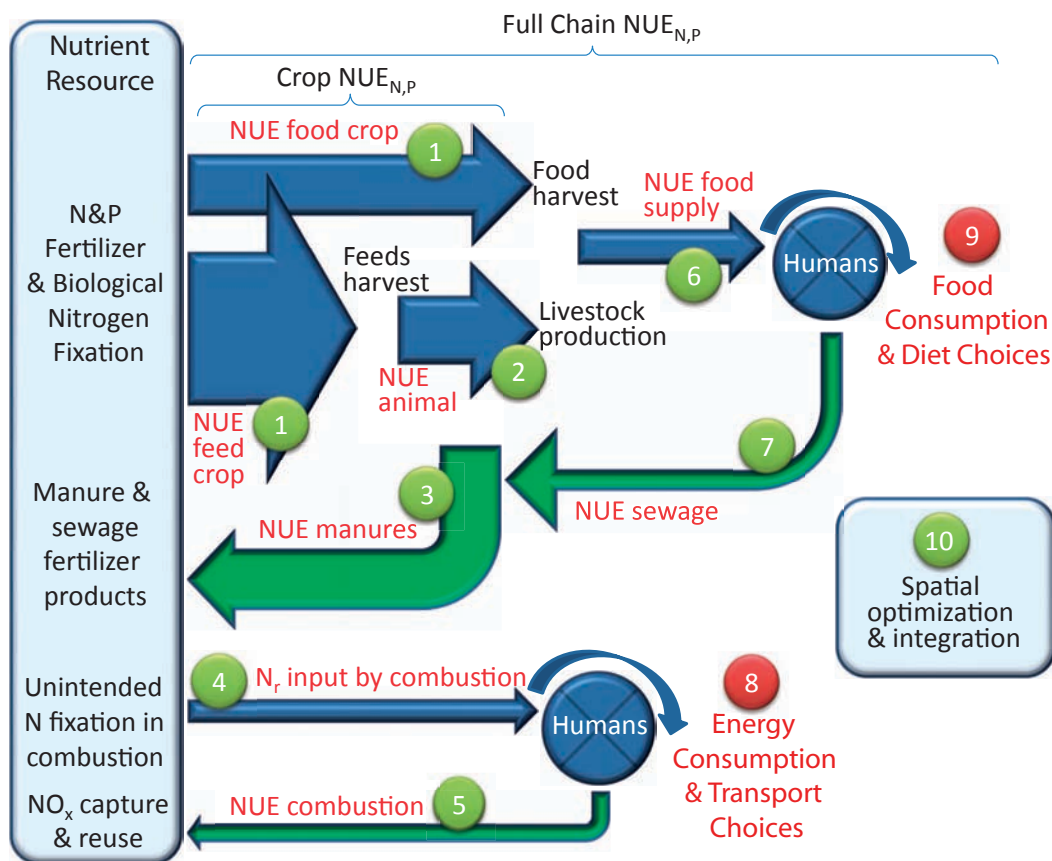 Full Chain NUE_N,P
Nutrient
Resource
Crop NUE_N,P
NUE food crop
1
Food
harvest
NUE food
supply
6
Humans
9
Food
Consumption
& Diet Choices
N&P
Fertilizer
& Biological
Nitrogen
Fixation
Feeds
harvest
Livestock
production
2
NUE
animal
1
NUE
feed
crop
7
NUE sewage
3
NUE manures
Manure &
sewage
fertilizer
products
10
Spatial
optimization
& integration
4
N_r input by combustion
Unintended
N fixation in
combustion
Humans
8
Energy
Consumption
& Transport
Choices
NO_x capture
& reuse
NUE combustion
5